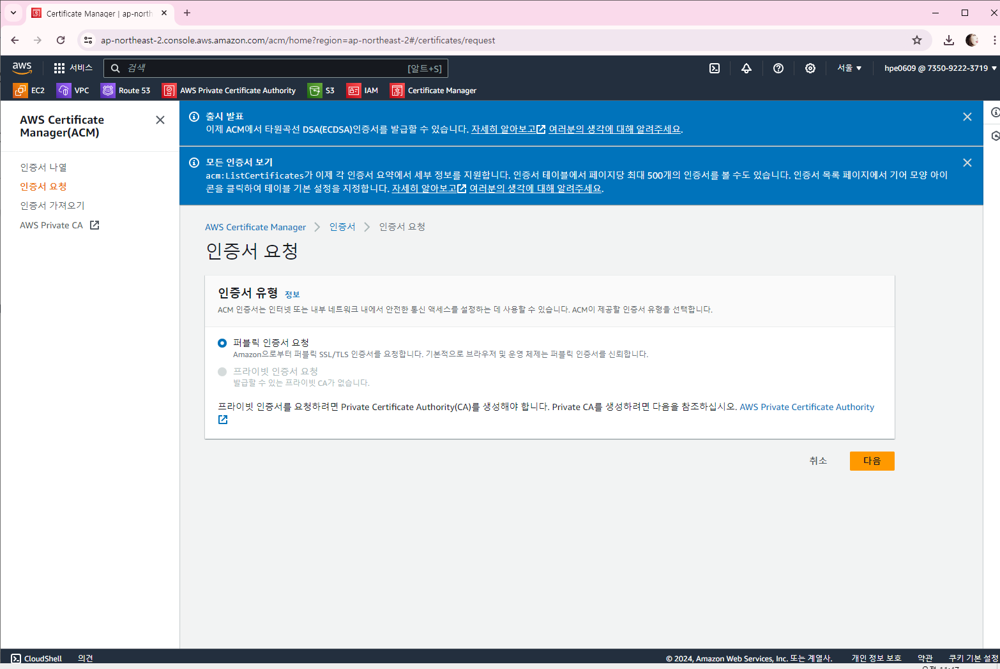 Certificate Manager | ap-north
ap-northeast-2.console.aws.amazon.com/acm/home?region=ap-northeast-2#/certificates/request
aws
서비스
검색
[알트+S]
서울 ▼
hpe0609 @ 7350-9222-3719 ▼
EC2
VPC
Route 53
AWS Private Certificate Authority
S3
IAM
Certificate Manager
AWS Certificate
Manager(ACM)
인증서 나열
인증서 요청
인증서 가져오기
AWS Private CA
출시 발표
이제 ACM에서 타원곡선 DSA(ECDSA)인증서를 발급할 수 있습니다. 자세히 알아보고 여러분의 생각에 대해 알려주세요.
모든 인증서 보기
acm:ListCertificates가 이제 각 인증서 요약에서 세부 정보를 지원합니다. 인증서 테이블에서 페이지당 최대 500개의 인증서를 볼 수도 있습니다. 인증서 목록 페이지에서 기어 모양 아이
콘을 클릭하여 테이블 기본 설정을 지정합니다. 자세히 알아보고 여러분의 생각에 대해 알려주세요.
AWS Certificate Manager
인증서
인증서 요청
인증서 요청
인증서 유형 정보
ACM 인증서는 인터넷 또는 내부 네트워크 내에서 안전한 통신 액세스를 설정하는 데 사용할 수 있습니다. ACM이 제공할 인증서 유형을 선택합니다.
퍼블릭 인증서 요청
Amazon으로부터 퍼블릭 SSL/TLS 인증서를 요청합니다. 기본적으로 브라우저 및 운영 체제는 퍼블릭 인증서를 신뢰합니다.
프라이빗 인증서 요청
발급할 수 있는 프라이빗 CA가 없습니다.
프라이빗 인증서를 요청하려면 Private Certificate Authority(CA)를 생성해야 합니다. Private CA를 생성하려면 다음을 참조하십시오. AWS Private Certificate Authority
취소
다음
CloudShell
의견
© 2024, Amazon Web Services, Inc. 또는 계열사.
개인 정보 보호
약관
쿠키 기본 설정